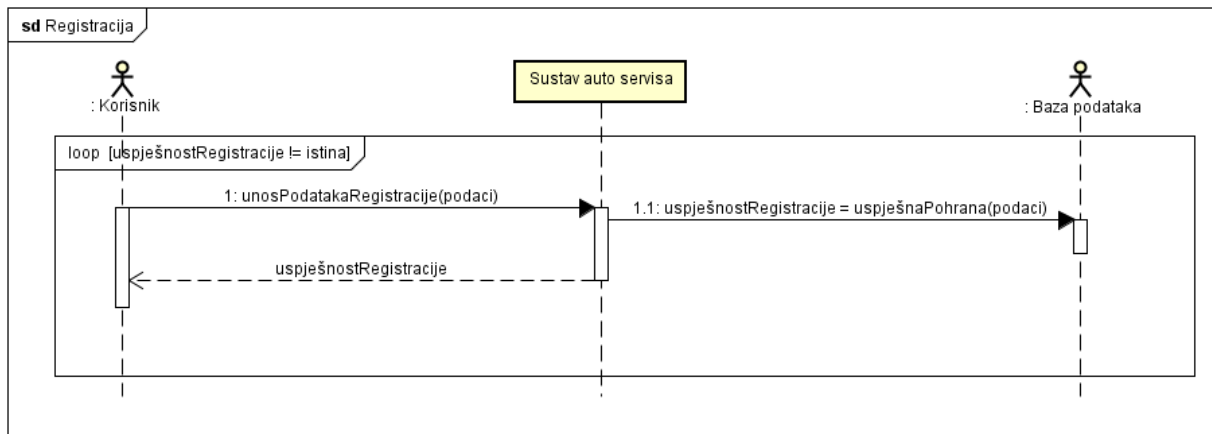 sd Registracija
Sustav auto servisa
: Korisnik
: Baza podataka
loop [uspješnostRegistracije != istina]
1: unosPodatakaRegistracije(podaci)
1.1: uspješnostRegistracije = uspješnaPohrana(podaci)
uspješnostRegistracije